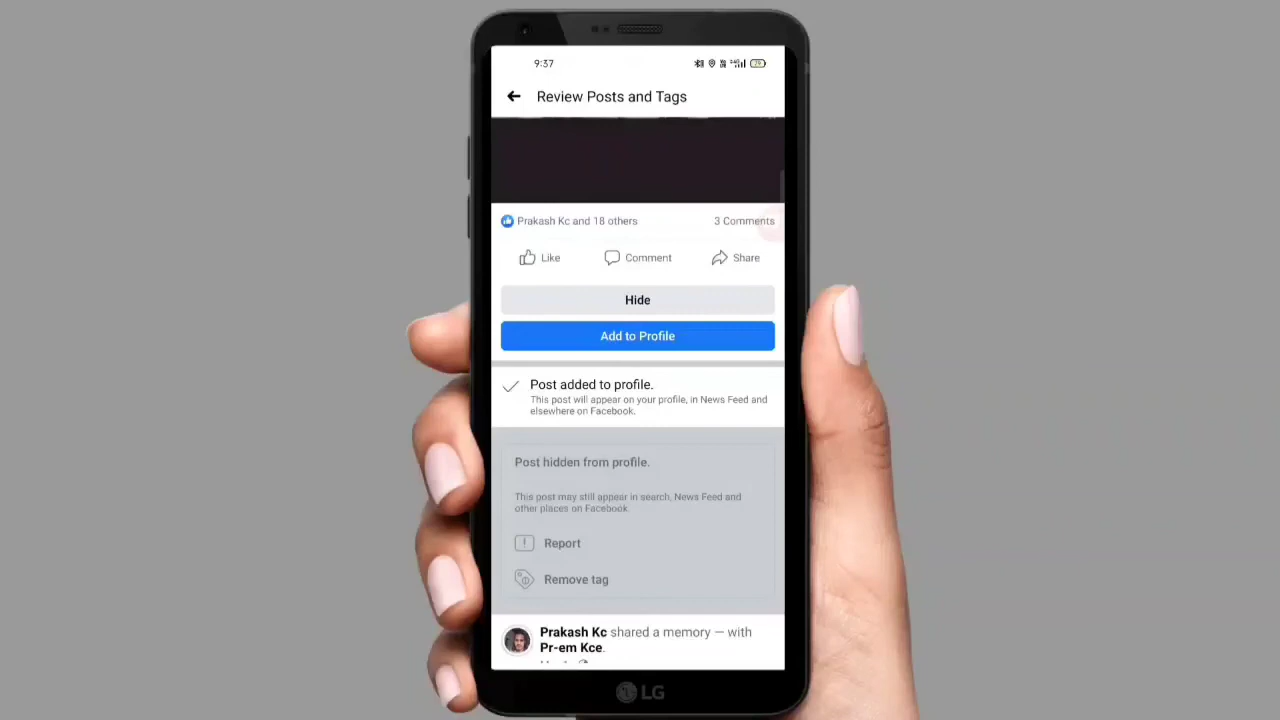 9:37
Review Posts and Tags
Prakash Kc and 18 others
3 Comments
Like
Comment
Share
Hide
Add to Profile
Post added to profile.
This post will appear on your profile, in News Feed and
elsewhere on Facebook.
Post hidden from profile.
This post may still appear in search, News Feed and
other places on Facebook.
Report
Remove tag
Prakash Kc shared a memory — with
Pr-em Kce.
LG